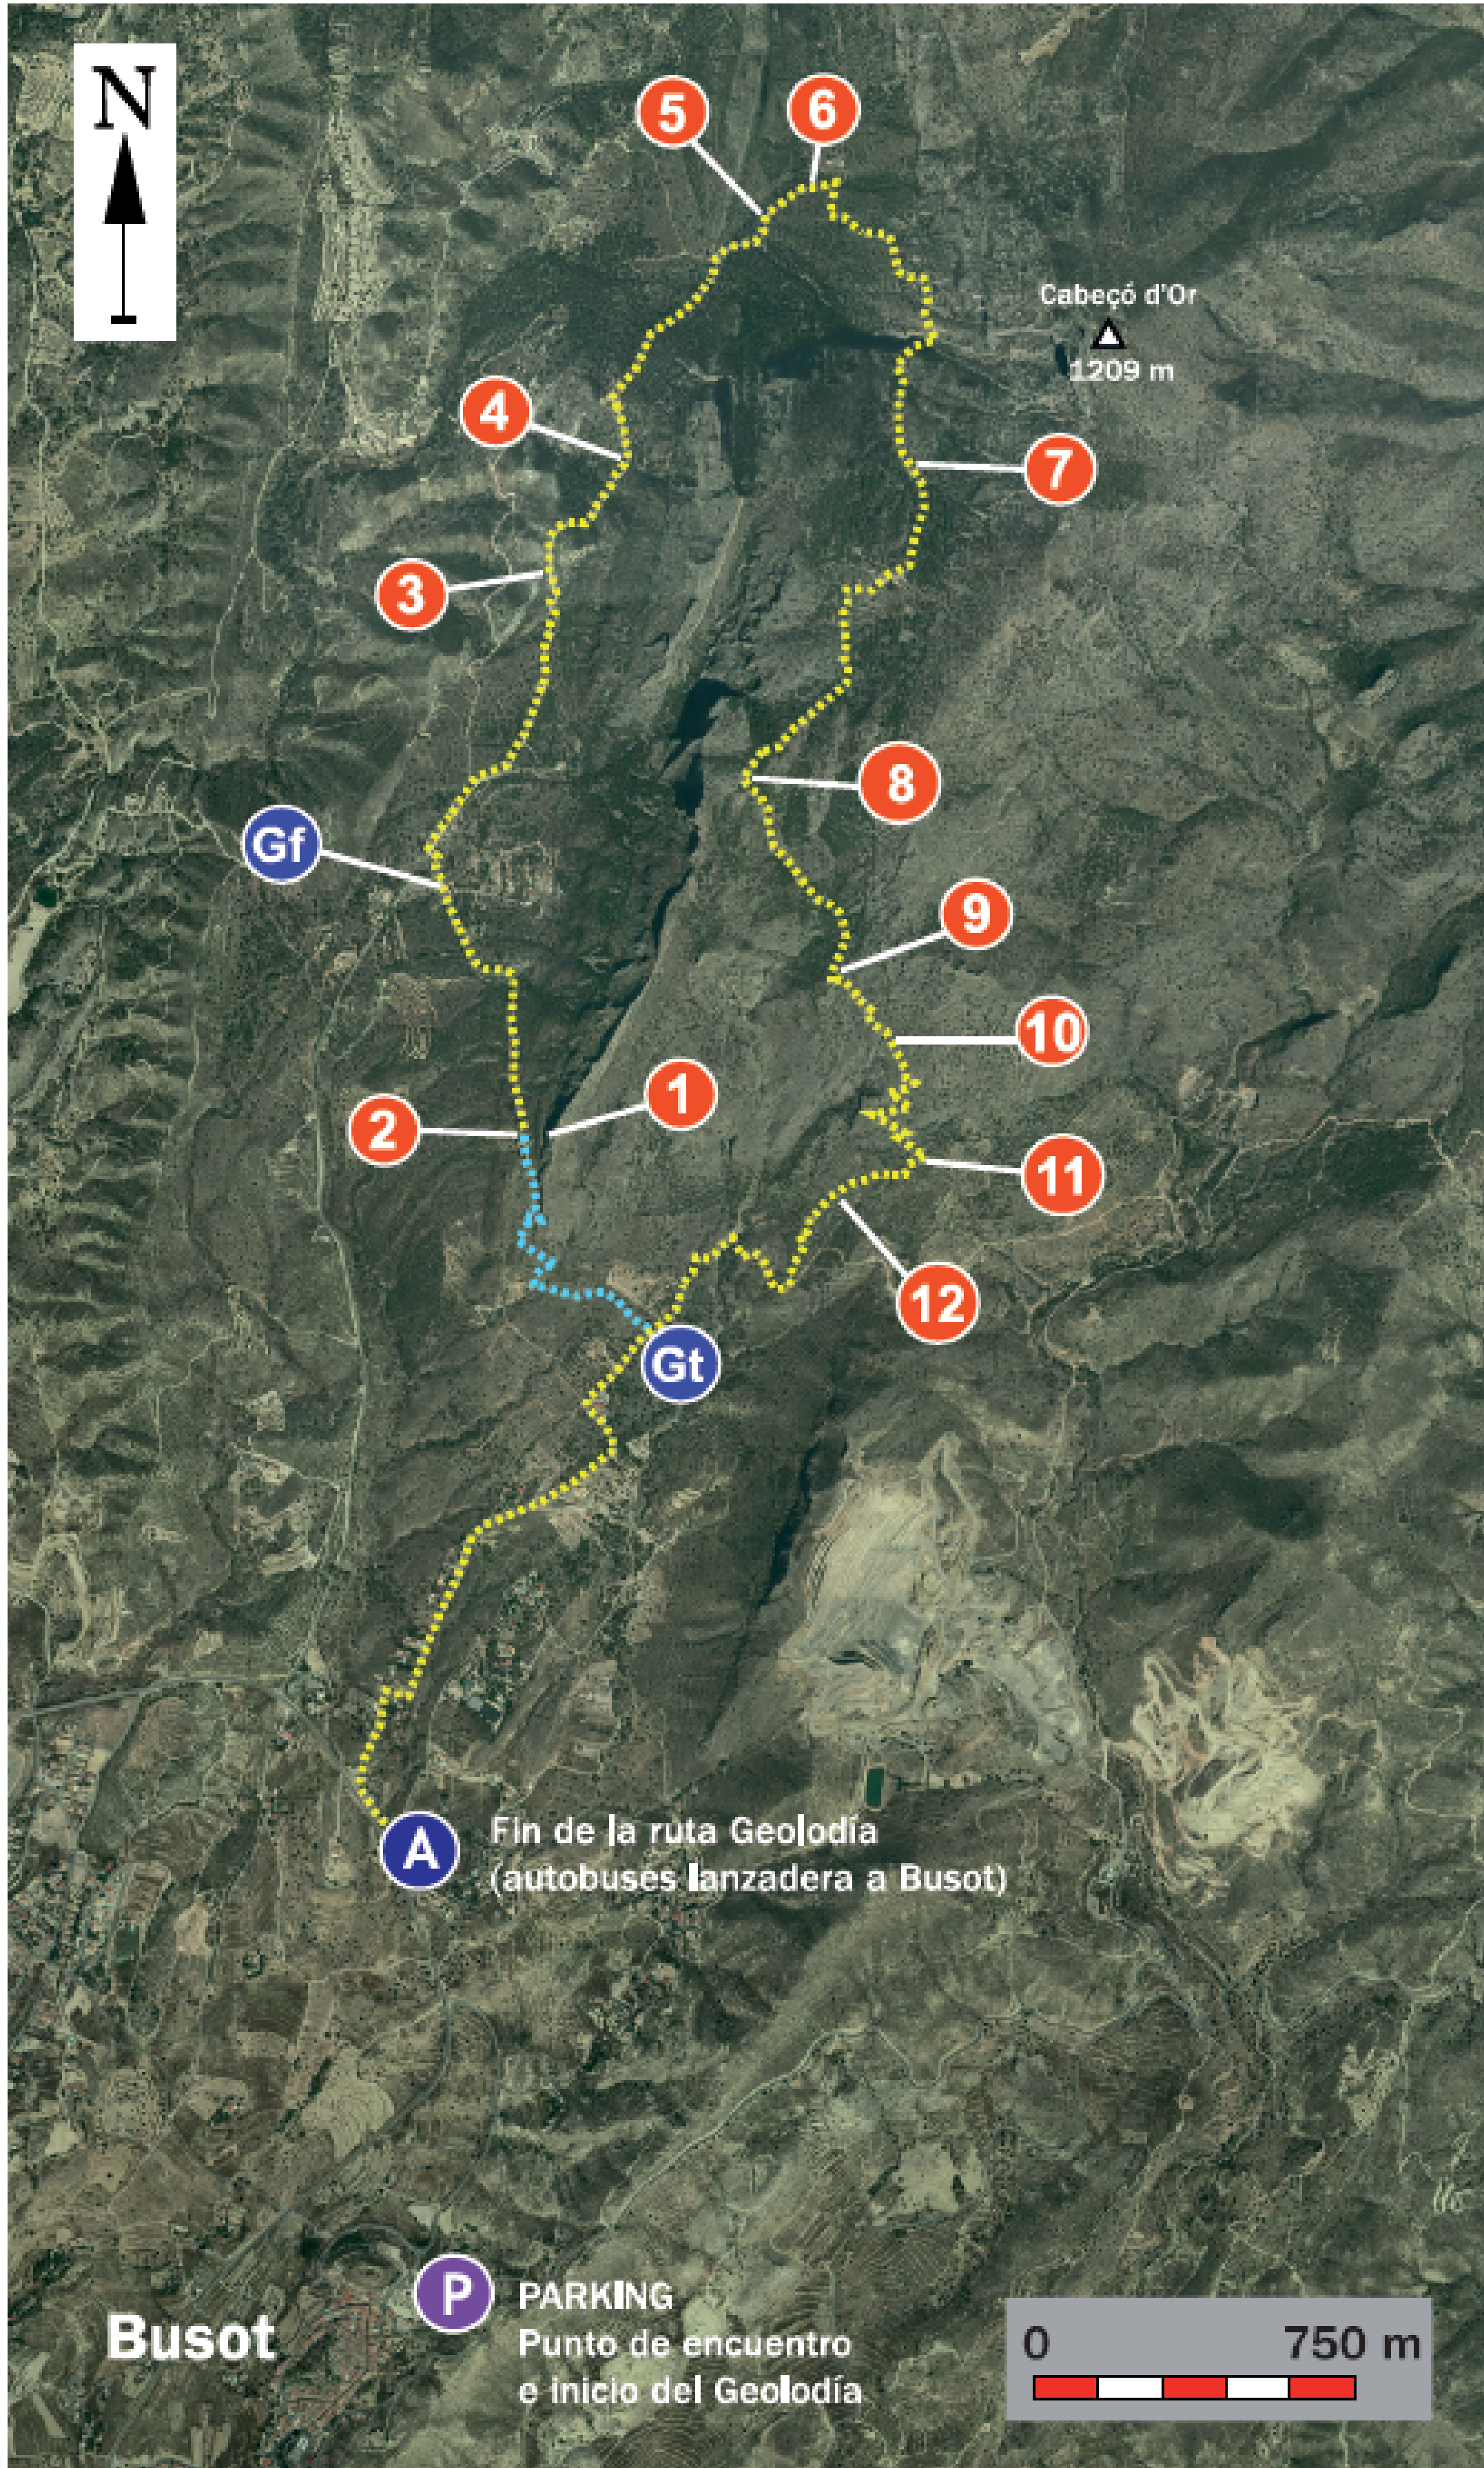 N
5
6
Cabeçó d'Or
1209 m
4
7
3
8
Gf
9
10
1
2
11
12
Gt
A
Fin de la ruta Geolodía
(autobuses lanzadera a Busot)
P
PARKING
Punto de encuentro
e inicio del Geolodía
Busot
0 750 m